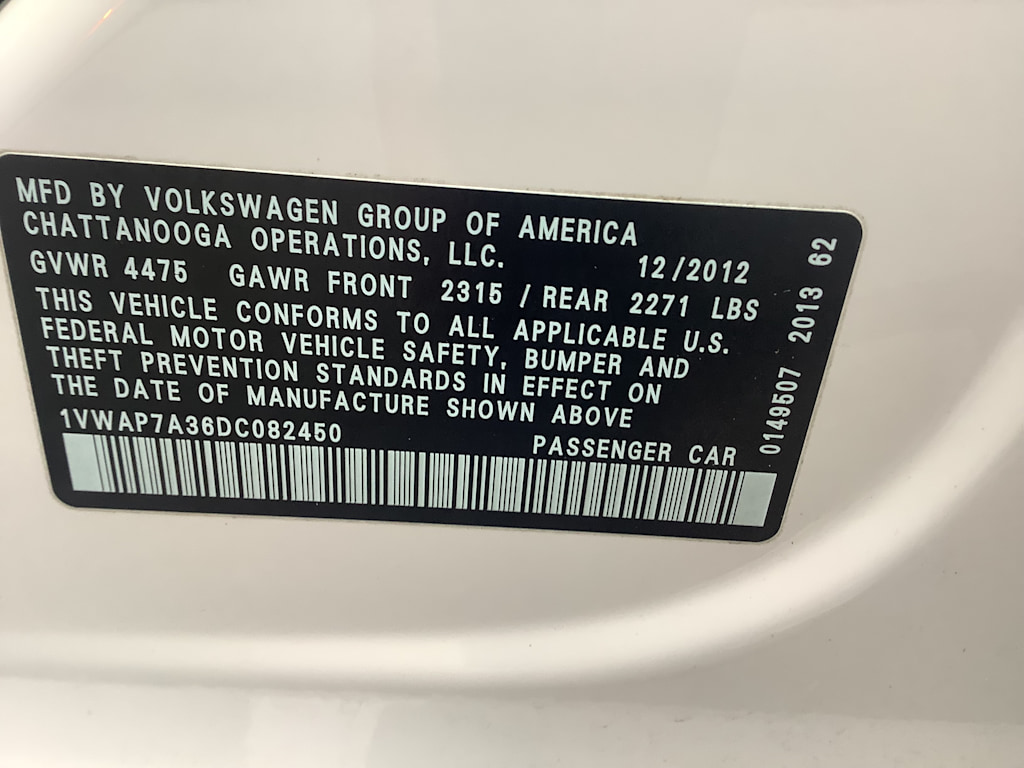 MFD BY VOLKSWAGEN GROUP OF AMERICA
CHATTANOOGA OPERATIONS, LLC.
12/2012
GVWR 4475 GAWR FRONT 2315 / REAR 2271 LBS
THIS VEHICLE CONFORMS TO ALL APPLICABLE U.S.
FEDERAL MOTOR VEHICLE SAFETY, BUMPER AND
THEFT PREVENTION STANDARDS IN EFFECT ON
THE DATE OF MANUFACTURE SHOWN ABOVE
1VWAP7A36DC082450
PASSENGER CAR
0149507 2013 62